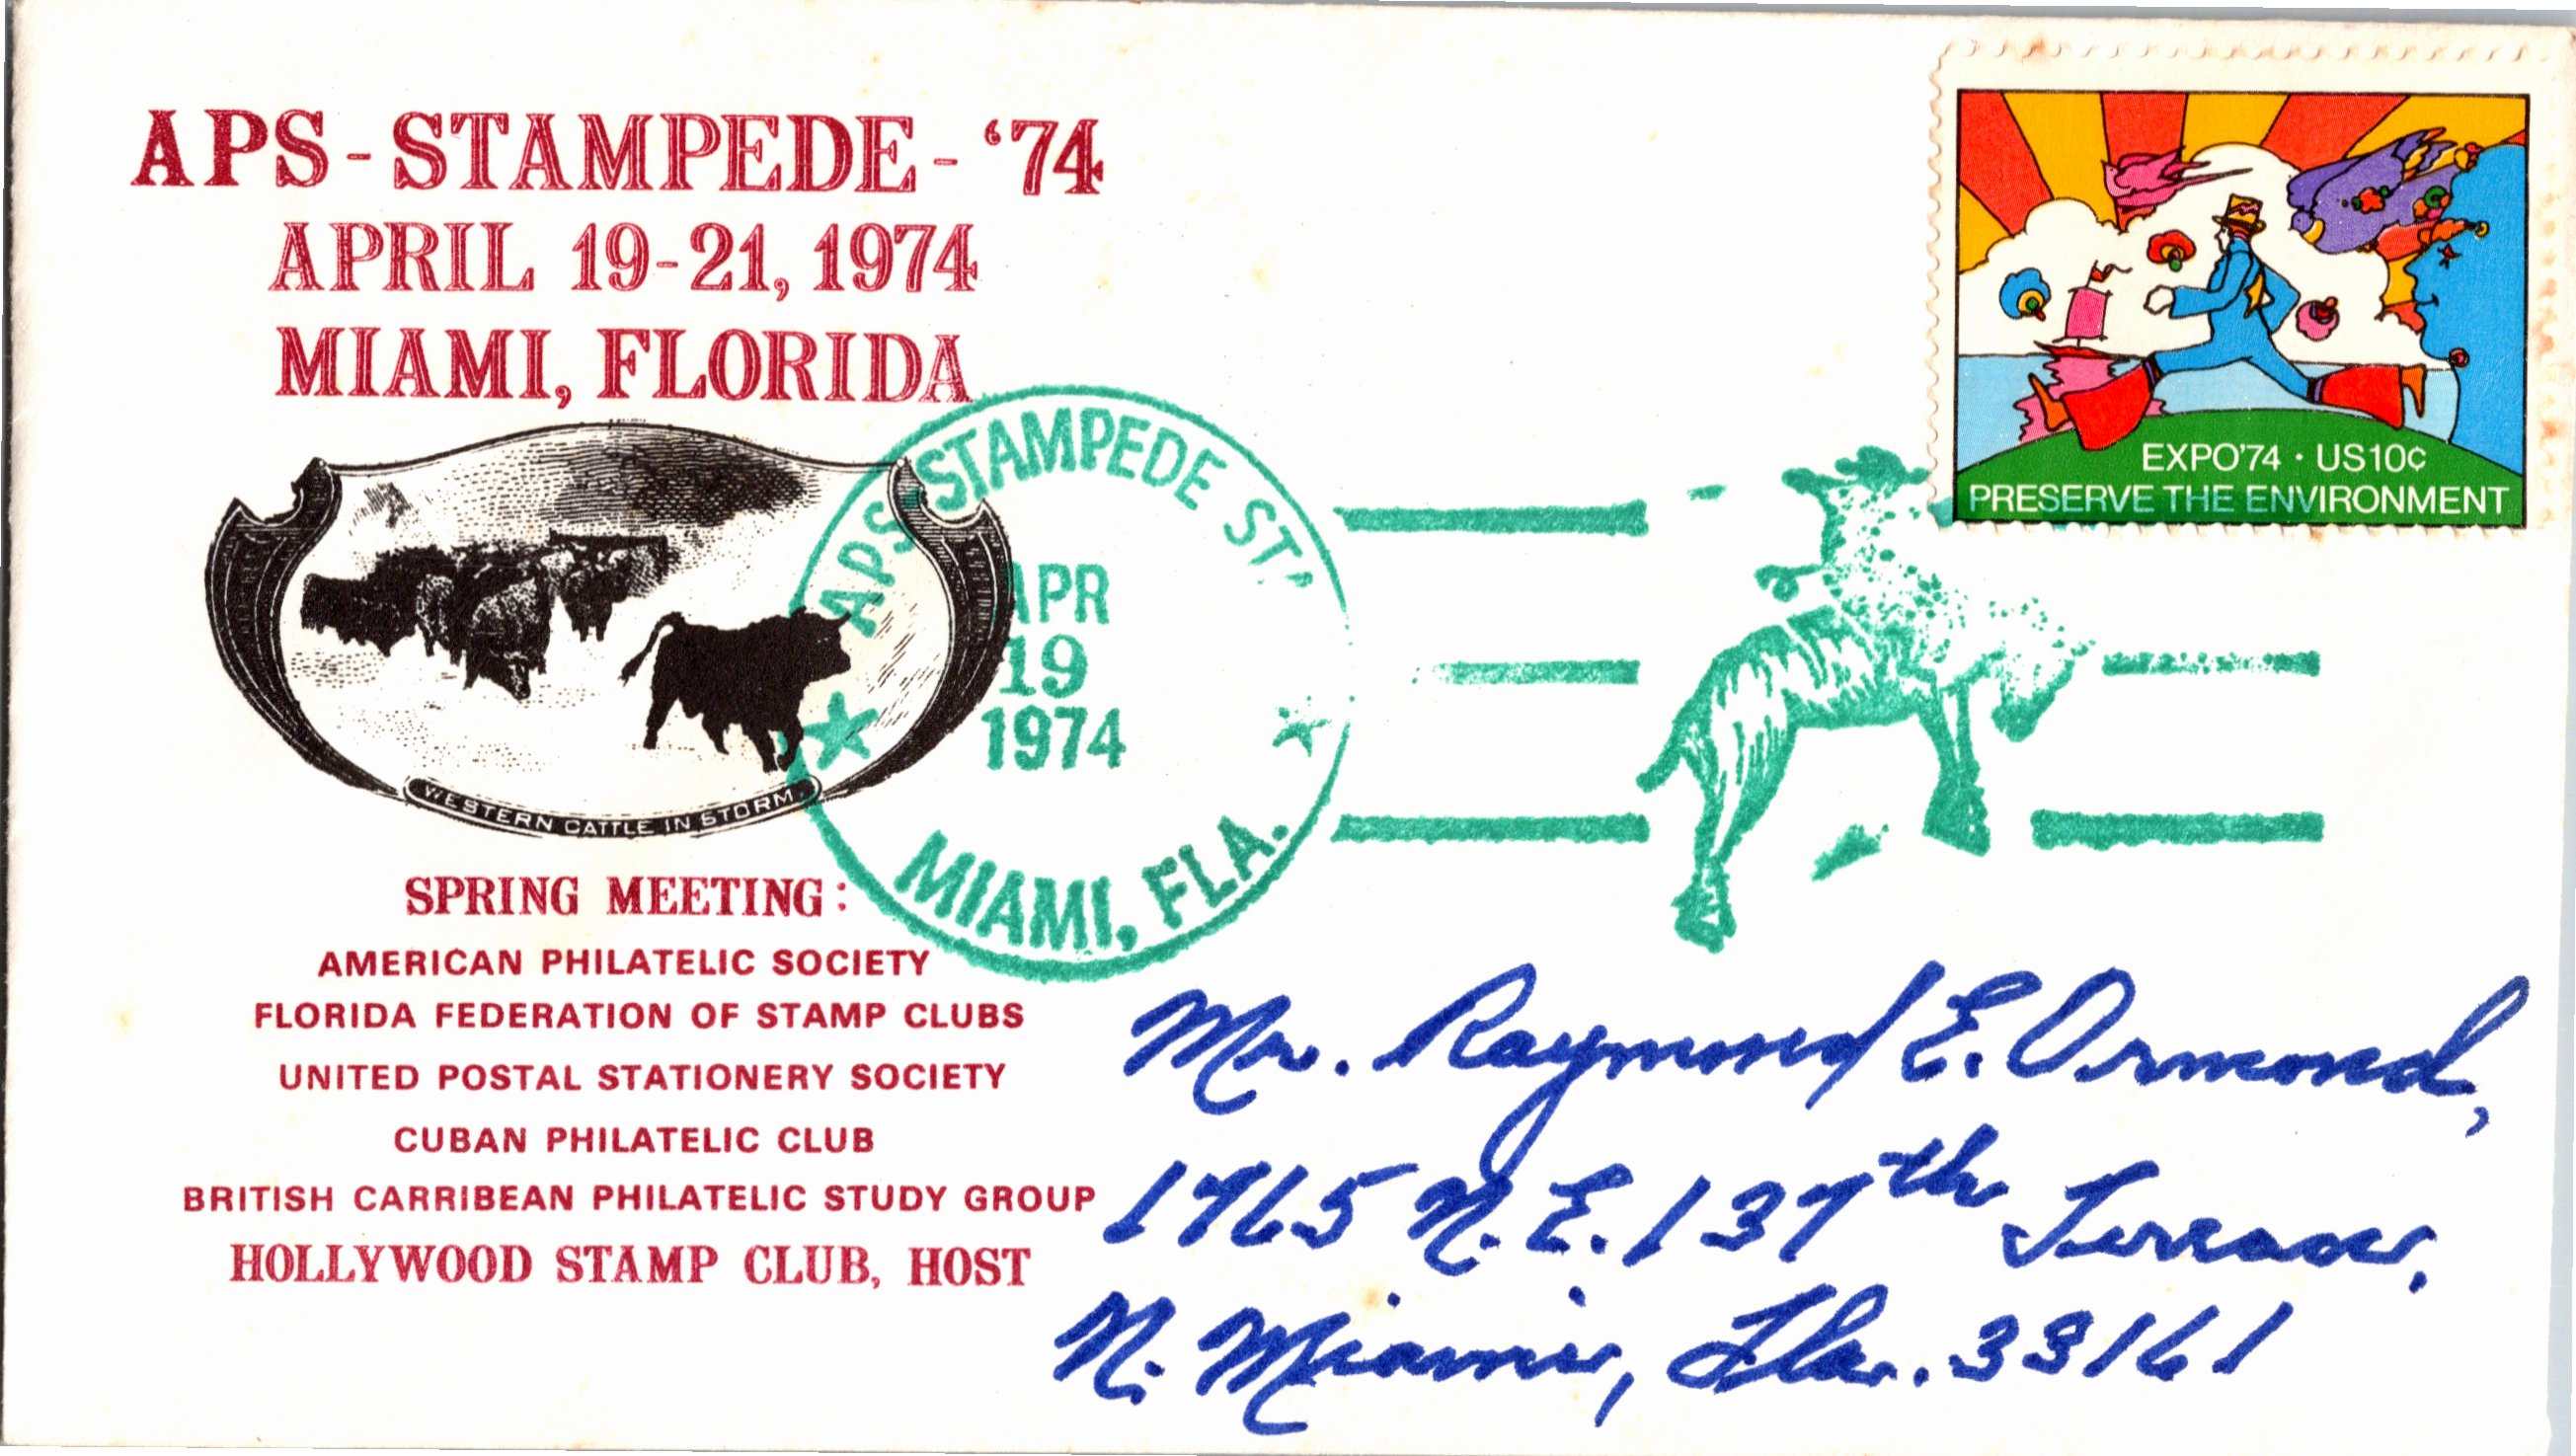 APS - STAMPEDE - '74
APRIL 19-21, 1974
MIAMI, FLORIDA
WESTERN CATTLE IN STORM.
SPRING MEETING:
AMERICAN PHILATELIC SOCIETY
FLORIDA FEDERATION OF STAMP CLUBS
UNITED POSTAL STATIONERY SOCIETY
CUBAN PHILATELIC CLUB
BRITISH CARRIBEAN PHILATELIC STUDY GROUP
HOLLYWOOD STAMP CLUB, HOST
APS STAMPEDE ST'
APR
19
1974
MIAMI, FLA.
EXPO'74 · US10c
PRESERVE THE ENVIRONMENT
Mr. Raymond E. Ormond,
1765 N.E. 137th Terrace,
N. Miami, Fla. 33161